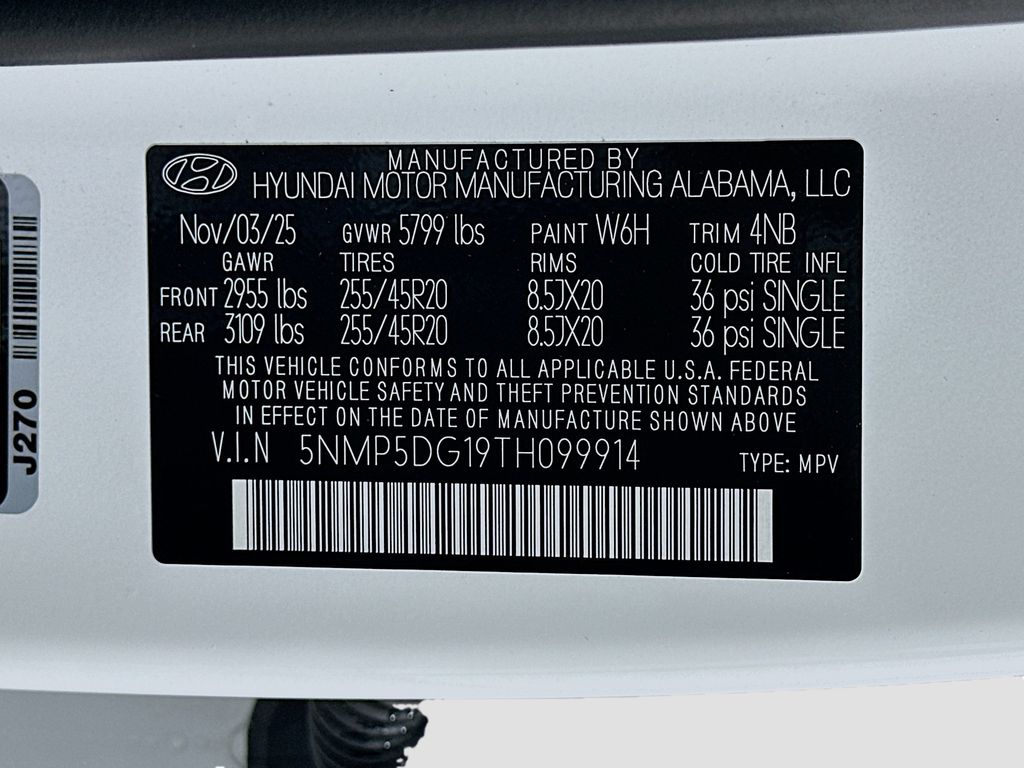 MANUFACTURED BY
HYUNDAI MOTOR MANUFACTURING ALABAMA, LLC
Nov/03/25 GVWR 5799 lbs PAINT W6H TRIM 4NB
GAWR TIRES RIMS COLD TIRE INFL
FRONT 2955 lbs 255/45R20 8.5JX20 36 psi SINGLE
REAR 3109 lbs 255/45R20 8.5JX20 36 psi SINGLE
THIS VEHICLE CONFORMS TO ALL APPLICABLE U.S.A. FEDERAL
MOTOR VEHICLE SAFETY AND THEFT PREVENTION STANDARDS
IN EFFECT ON THE DATE OF MANUFACTURE SHOWN ABOVE
V.I.N 5NMP5DG19TH099914 TYPE: MPV
J270